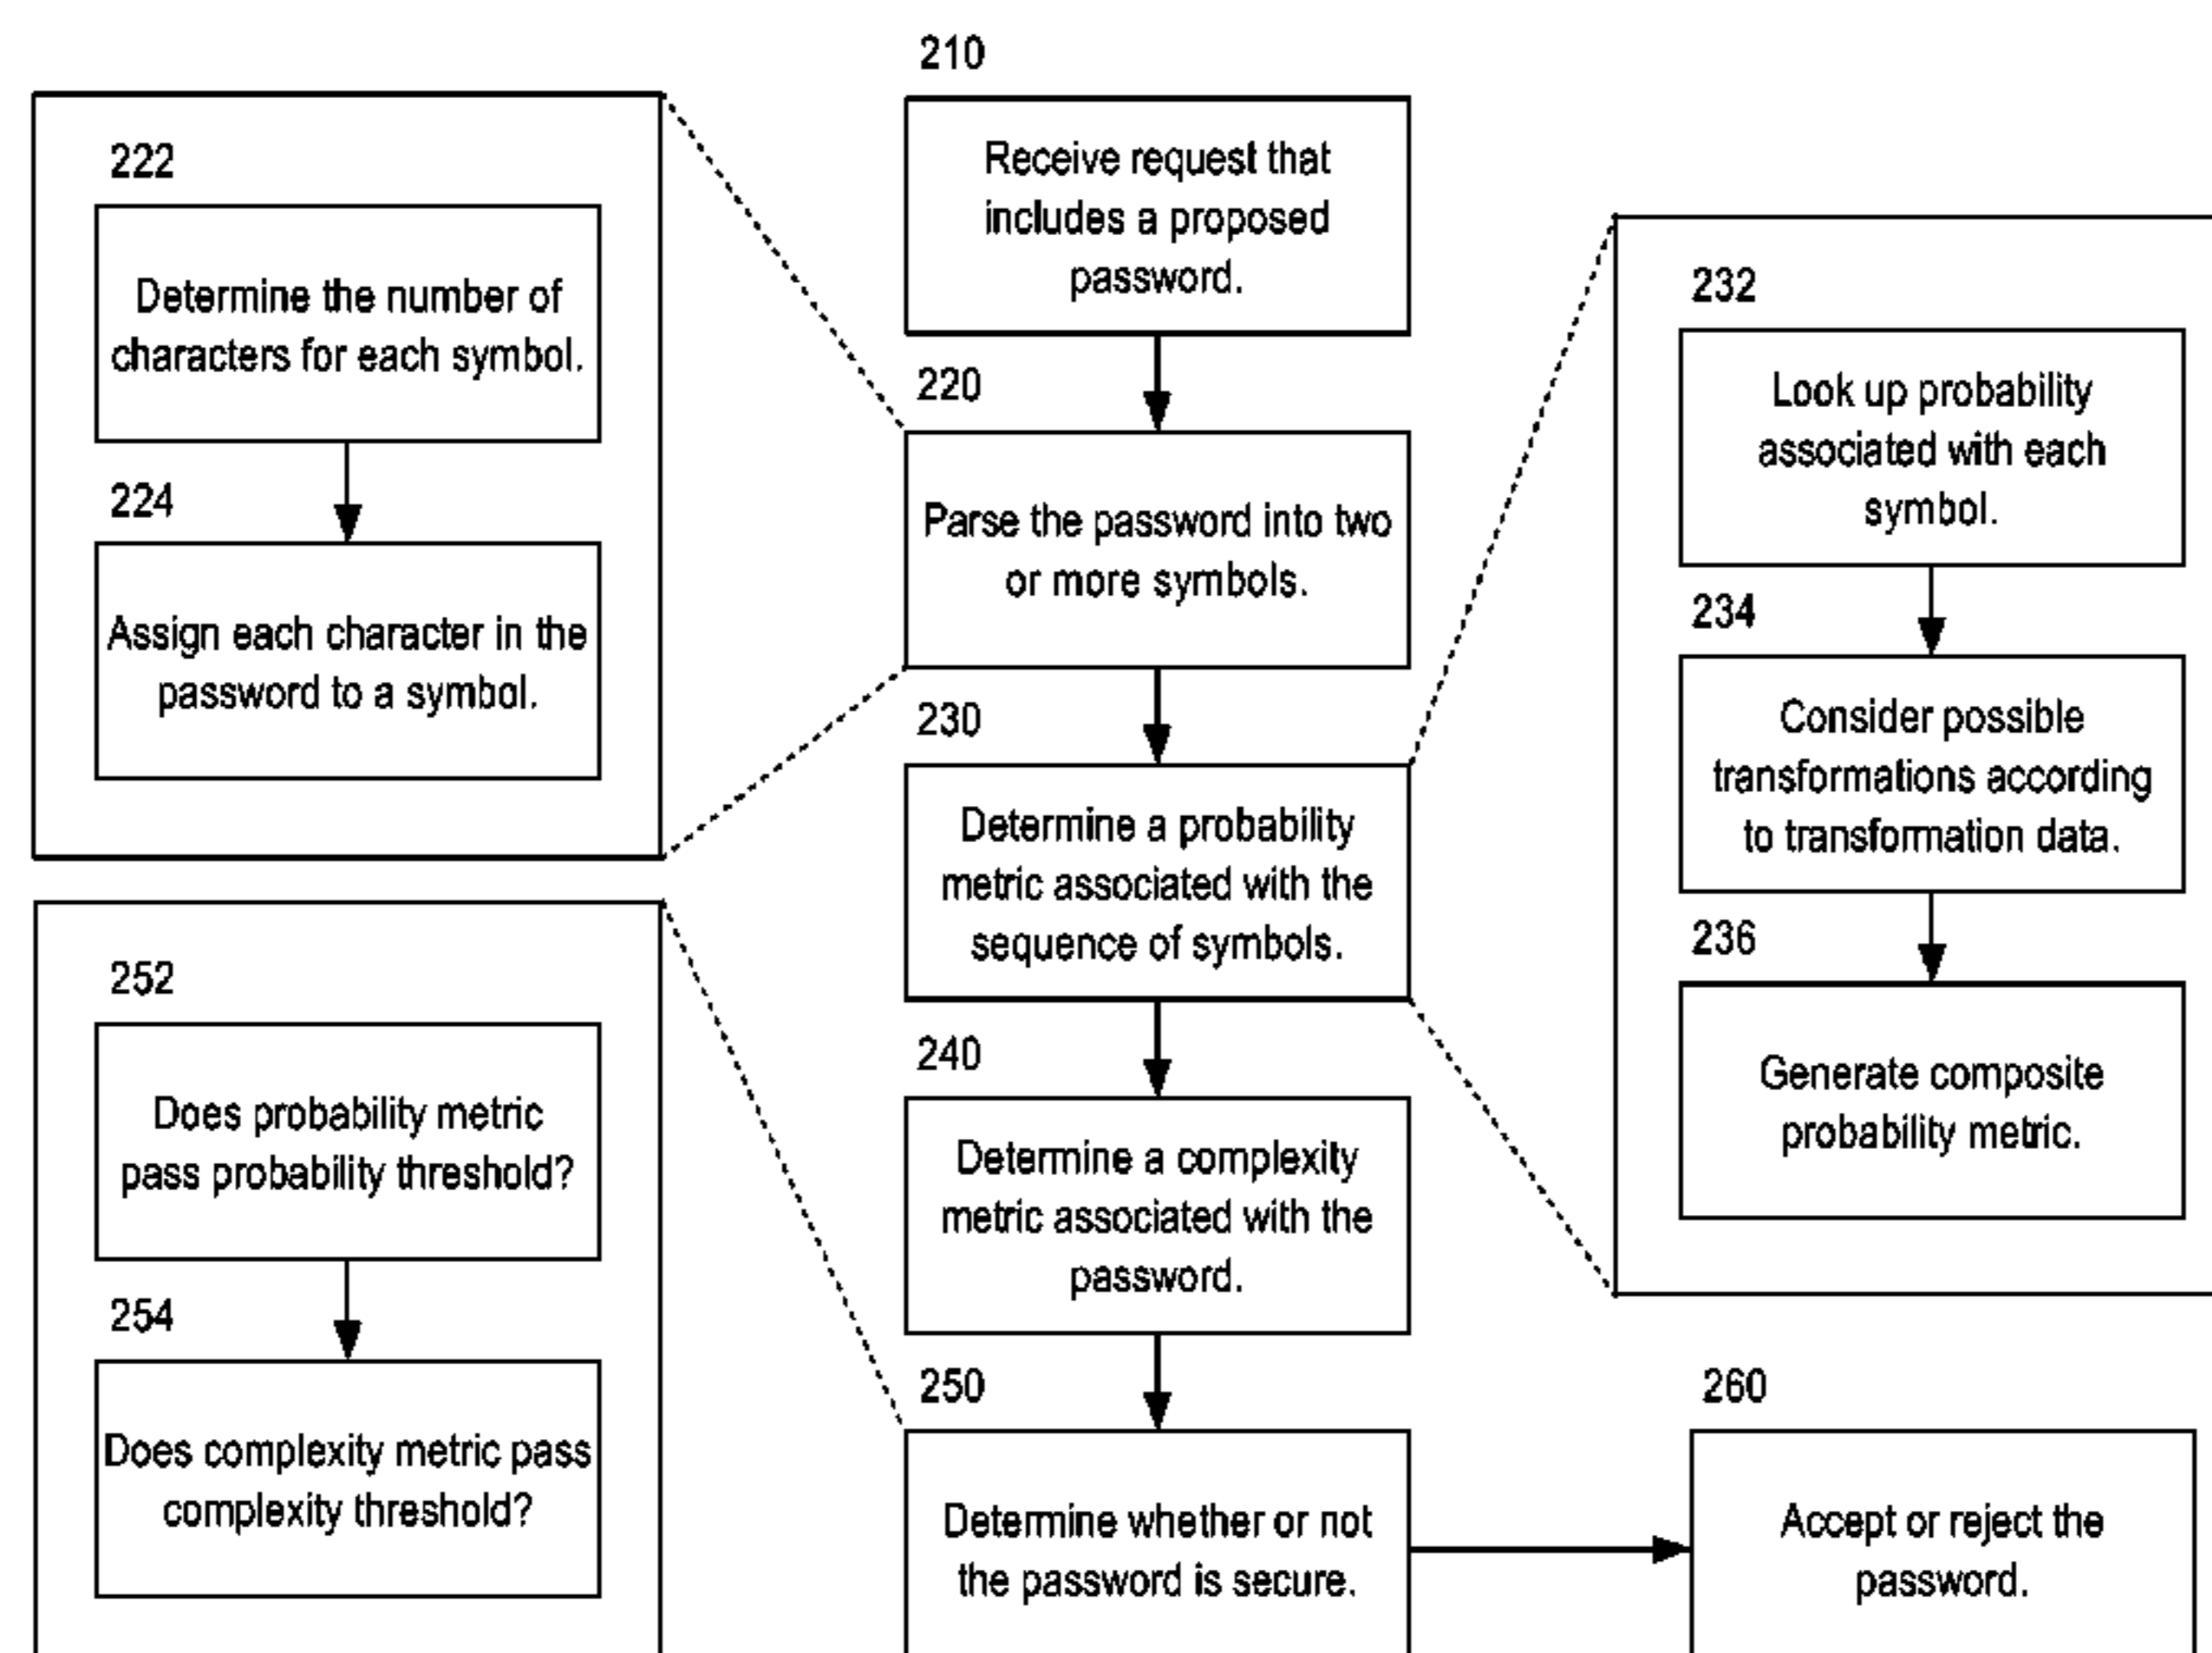 210
Receive request that
includes a proposed
password.
220
Parse the password into two
or more symbols.
222
Determine the number of
characters for each symbol.
224
Assign each character in the
password to a symbol.
230
Determine a probability
metric associated with the
sequence of symbols.
232
Look up probability
associated with each
symbol.
234
Consider possible
transformations according
to transformation data.
236
Generate composite
probability metric.
240
Determine a complexity
metric associated with the
password.
250
Determine whether or not
the password is secure.
252
Does probability metric
pass probability threshold?
254
Does complexity metric pass
complexity threshold?
260
Accept or reject the
password.